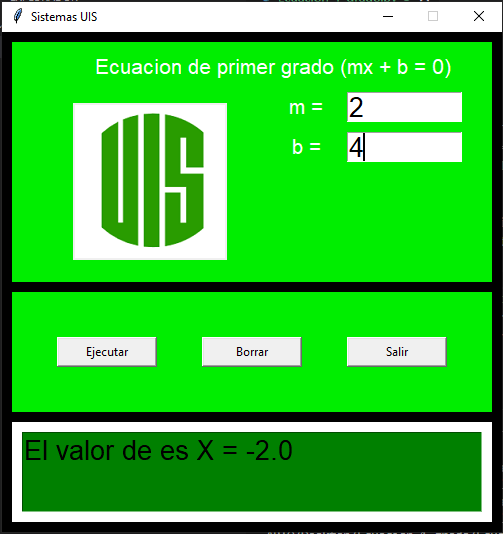 Sistemas UIS
Ecuacion de primer grado (mx + b = 0)
m = 2
UIS
b = 4
Ejecutar Borrar Salir
El valor de es X = -2.0